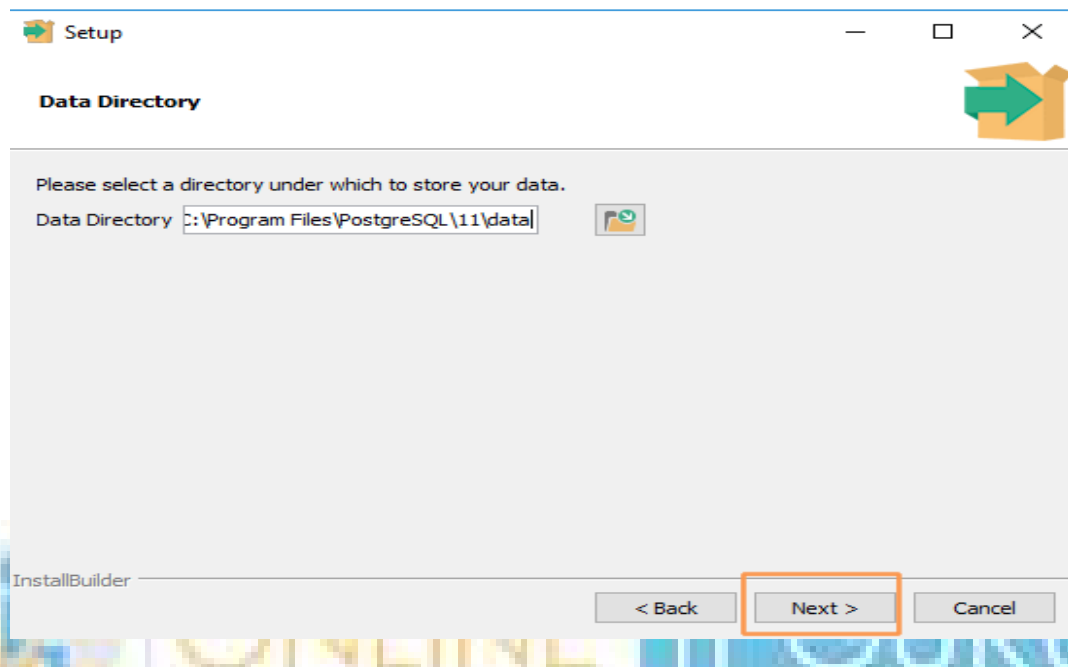 Setup
Data Directory
Please select a directory under which to store your data.
Data Directory C:\Program Files\PostgreSQL\11\data
InstallBuilder
< Back Next > Cancel